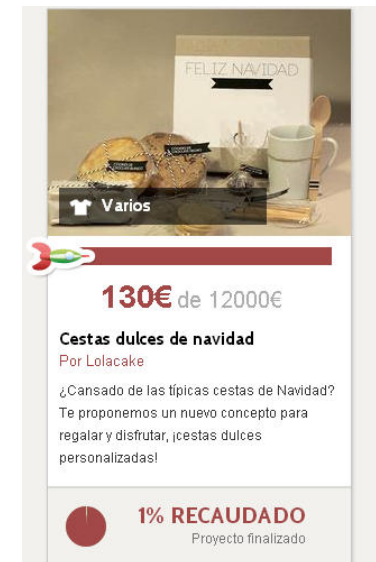 FELIZ NAVIDAD
Varios
130€ de 12000€
Cestas dulces de navidad
Por Lolacake
¿Cansado de las típicas cestas de Navidad?
Te proponemos un nuevo concepto para
regalar y disfrutar, ¡cestas dulces
personalizadas!
1% RECAUDADO
Proyecto finalizado